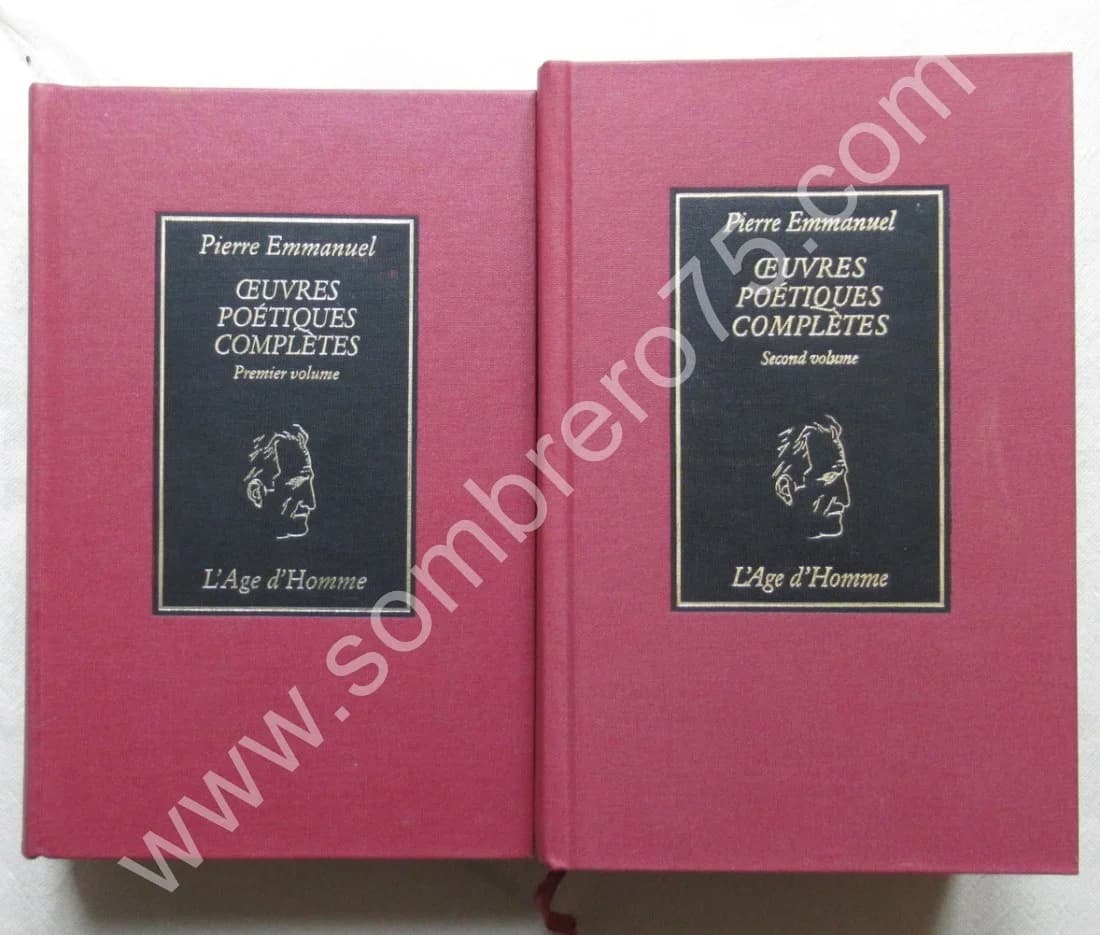 Pierre Emmanuel
ŒUVRES
POÉTIQUES
COMPLÈTES
Premier volume
L'Age d'Homme
Pierre Emmanuel
ŒUVRES
POÉTIQUES
COMPLÈTES
Second volume
L'Age d'Homme
www.sombrero75.com